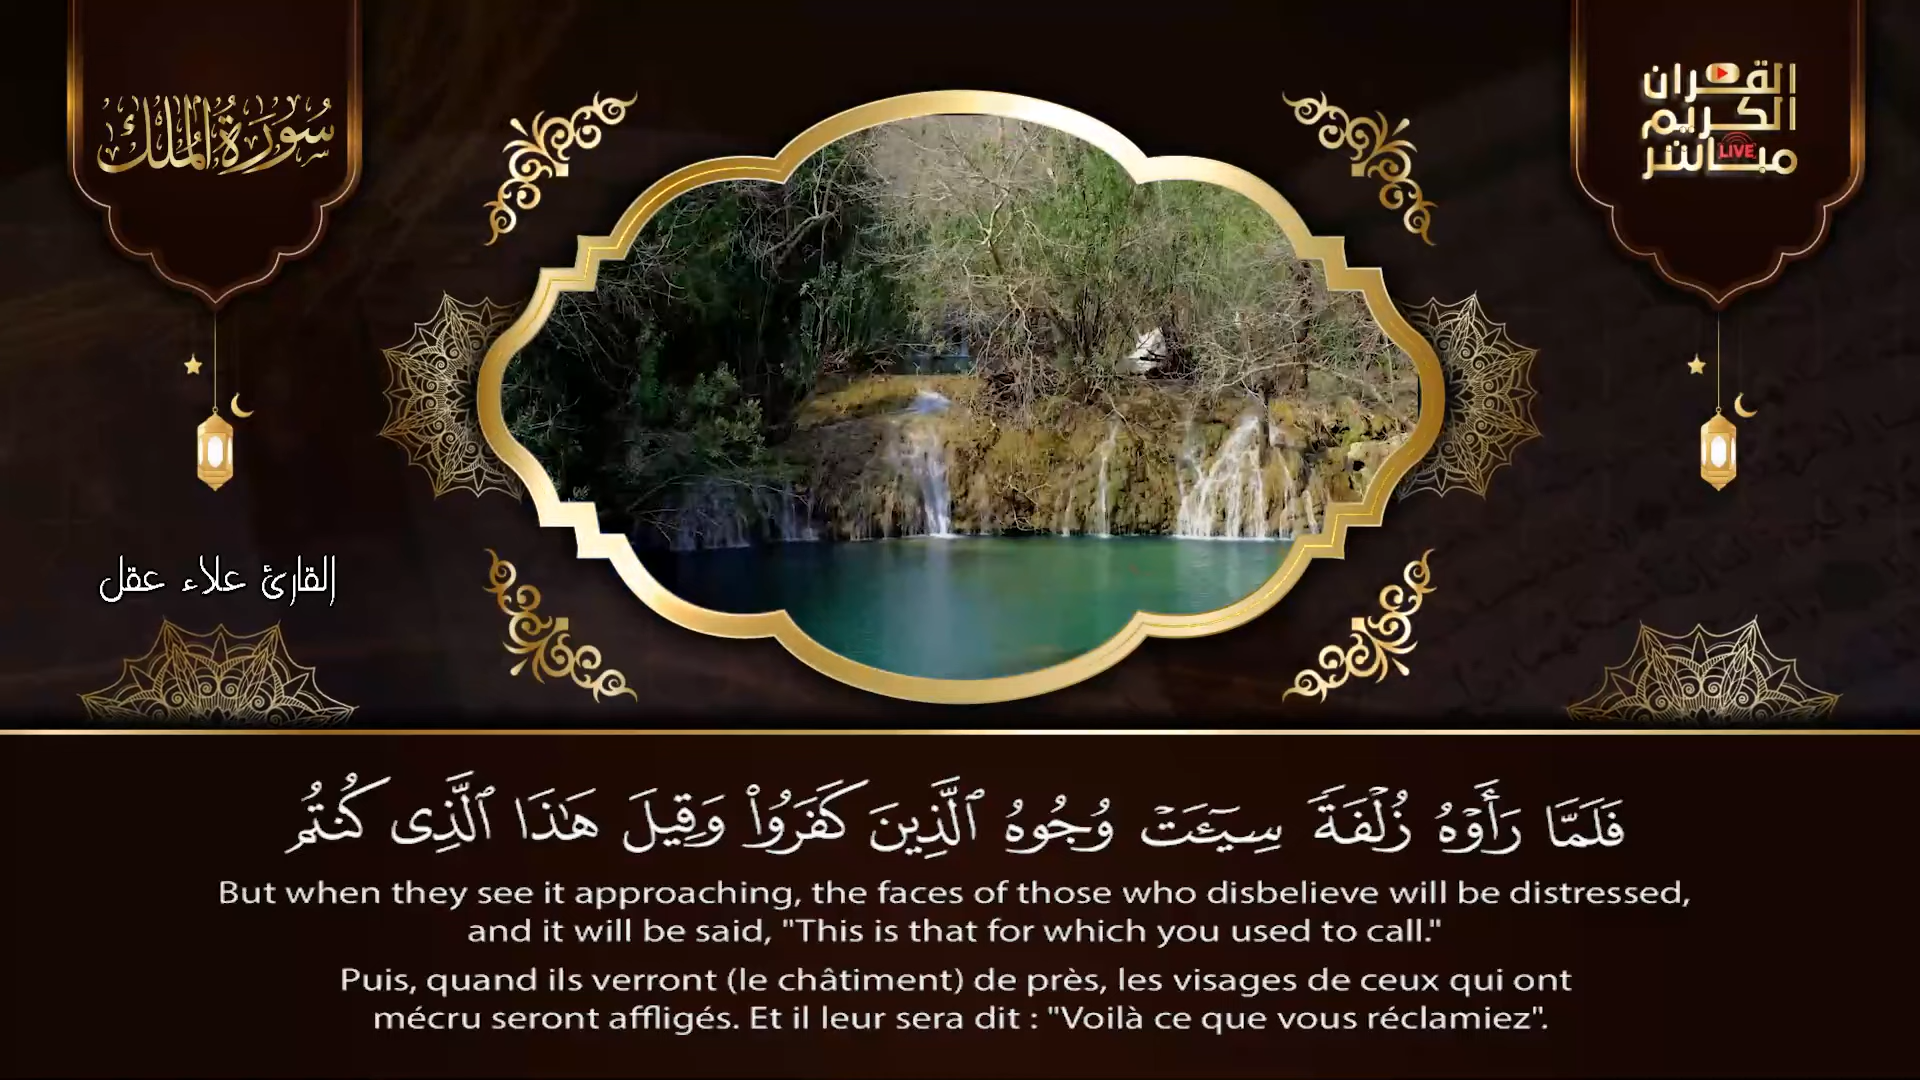 سُورَةُ المُلك
القرآن
الكريم
مباشر
LIVE
القارئ علاء عقل
فَلَمَّا رَأَوۡهُ زُلۡفَةٗ سِيٓـَٔتۡ وُجُوهُ ٱلَّذِينَ كَفَرُواْ وَقِيلَ هَٰذَا ٱلَّذِى كُنتُم
But when they see it approaching, the faces of those who disbelieve will be distressed,
and it will be said, "This is that for which you used to call."
Puis, quand ils verront (le châtiment) de près, les visages de ceux qui ont
mécru seront affligés. Et il leur sera dit : "Voilà ce que vous réclamiez".